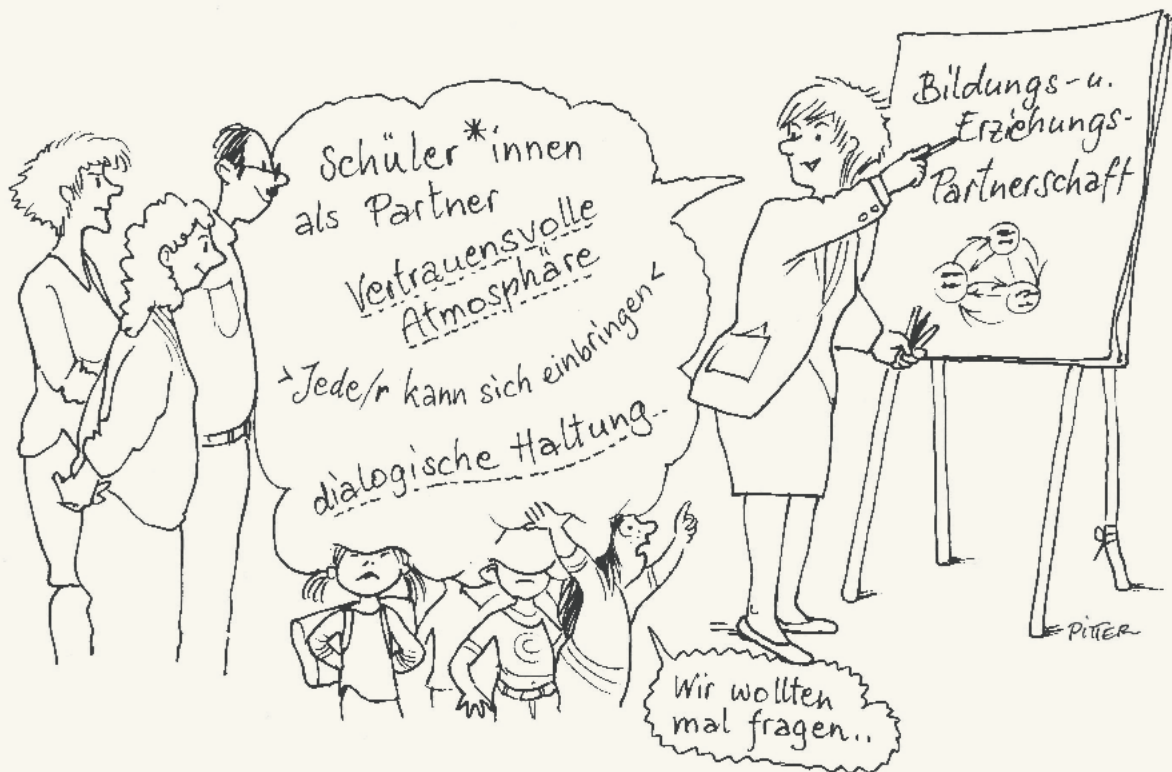 Schüler*innen
als Partner
Vertrauensvolle
Atmosphäre
Jede/r kann sich einbringen
dialogische Haltung..
Bildungs- u.
Erziehungs-
Partnerschaft
Wir wollten
mal fragen..
PITTER